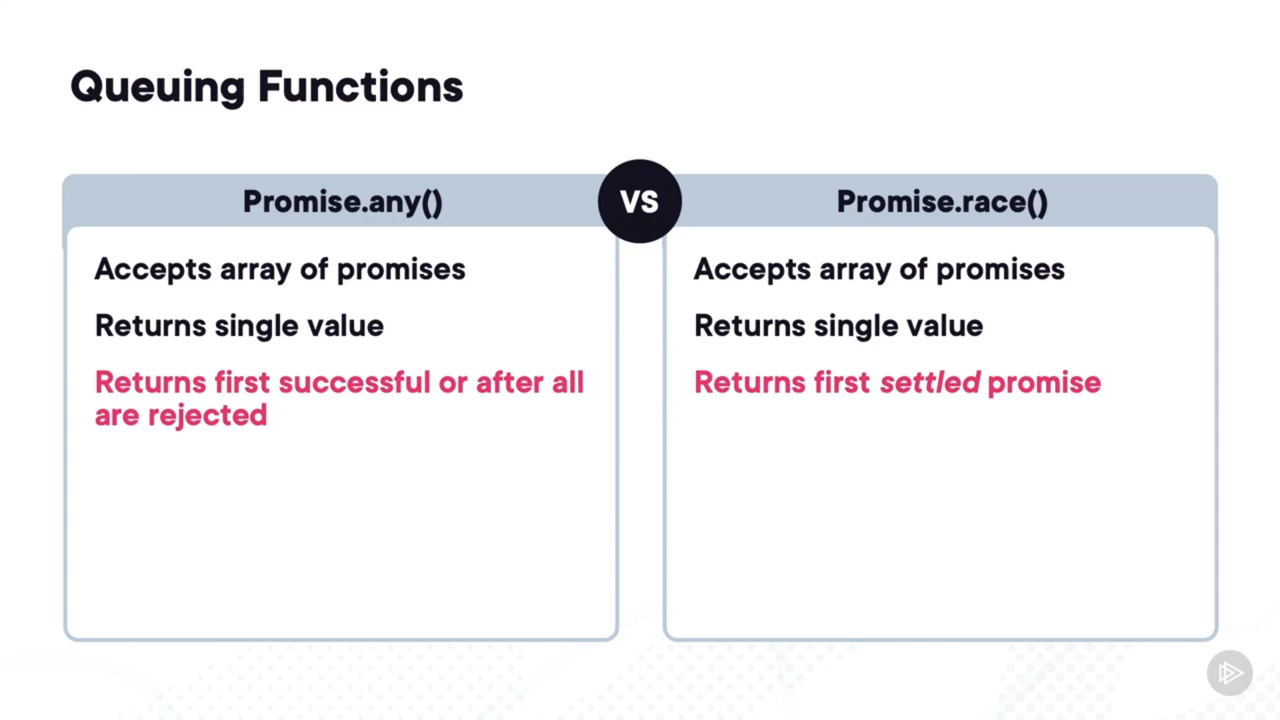 Queuing Functions
Promise.any()
VS
Promise.race()
Accepts array of promises
Returns single value
Returns first successful or after all
are rejected
Accepts array of promises
Returns single value
Returns first settled promise